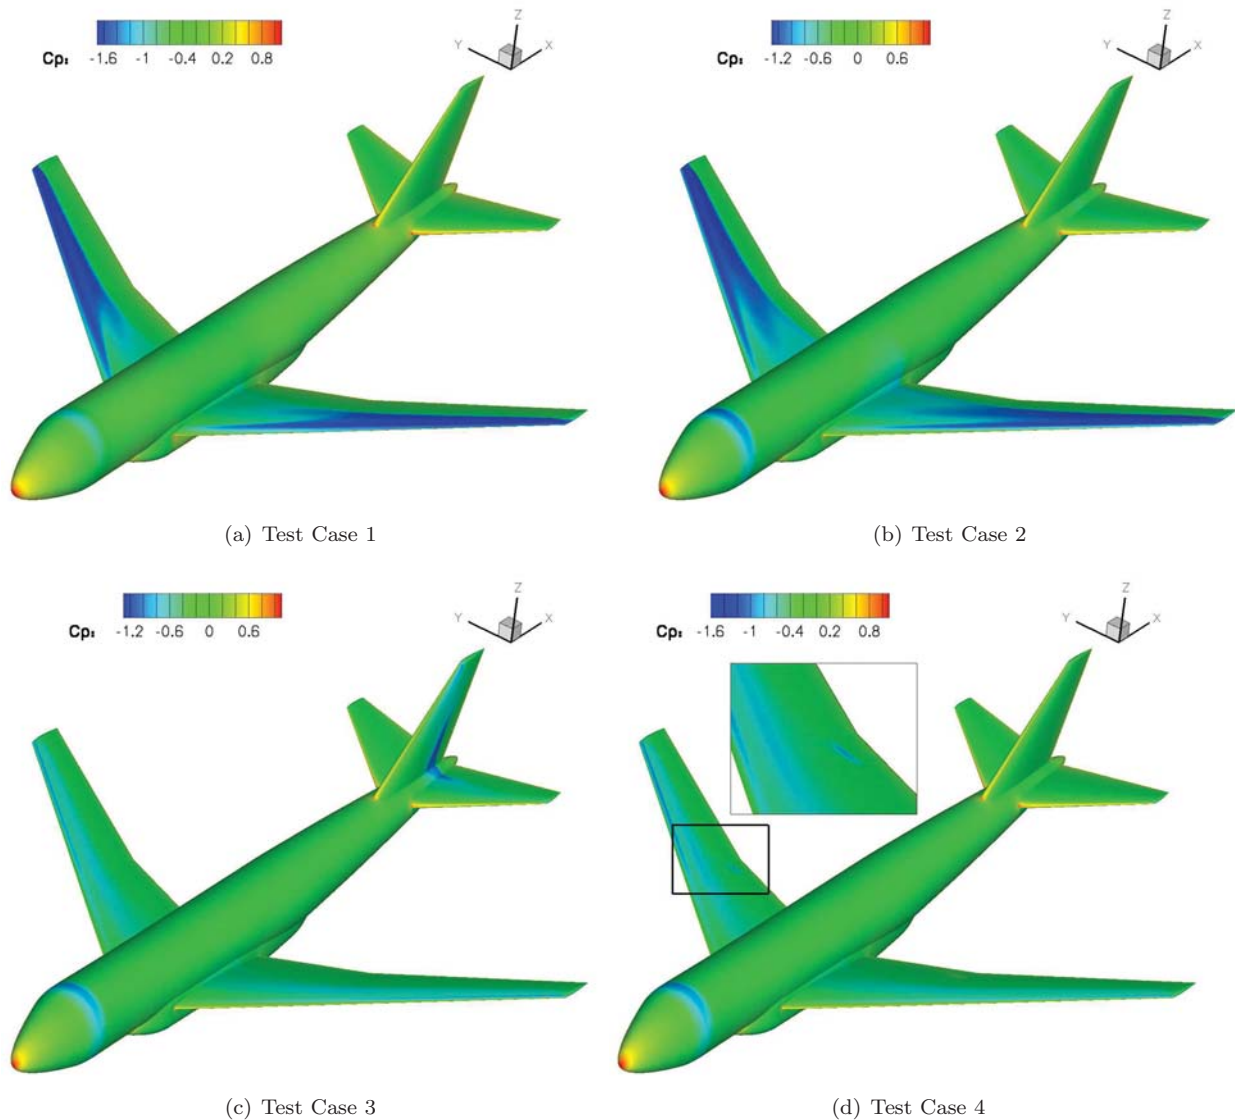 Z
Y X
Cp: -1.6 -1 -0.4 0.2 0.8
Z
Y X
Cp: -1.2 -0.6 0 0.6
(a) Test Case 1
(b) Test Case 2
Z
Y X
Cp: -1.2 -0.6 0 0.6
Z
Y X
Cp: -1.6 -1 -0.4 0.2 0.8
(c) Test Case 3
(d) Test Case 4